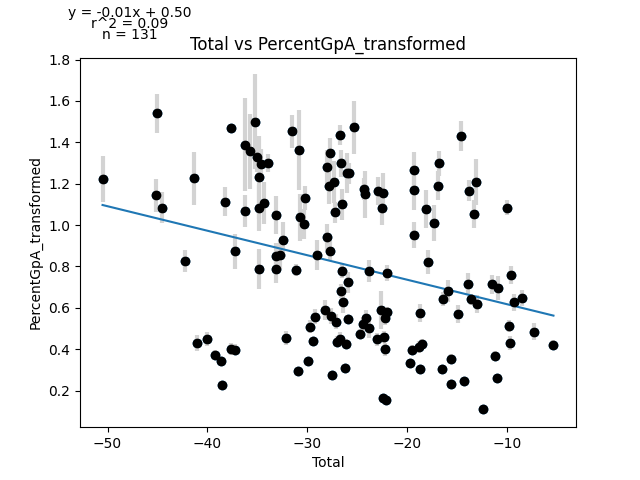 y = -0.01x + 0.50
r^2 = 0.09
n = 131
Total vs PercentGpA_transformed
1.8
1.6
1.4
1.2
1.0
0.8
0.6
0.4
0.2
PercentGpA_transformed
−50
−40
−30
−20
−10
Total